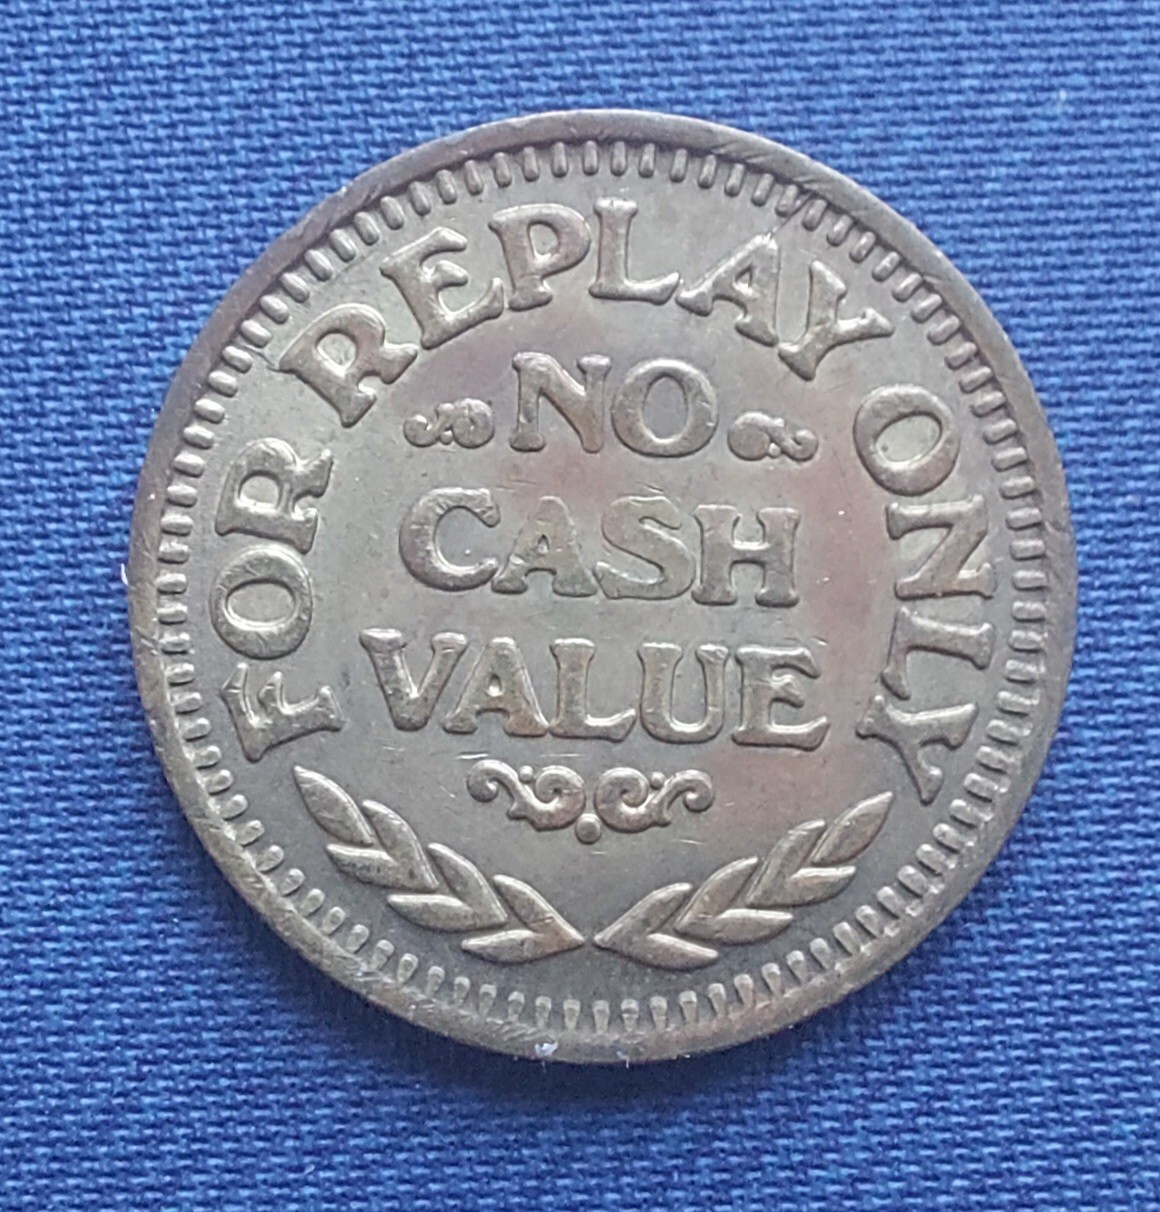 FOR REPLAY ONLY
NO
CASH
VALUE